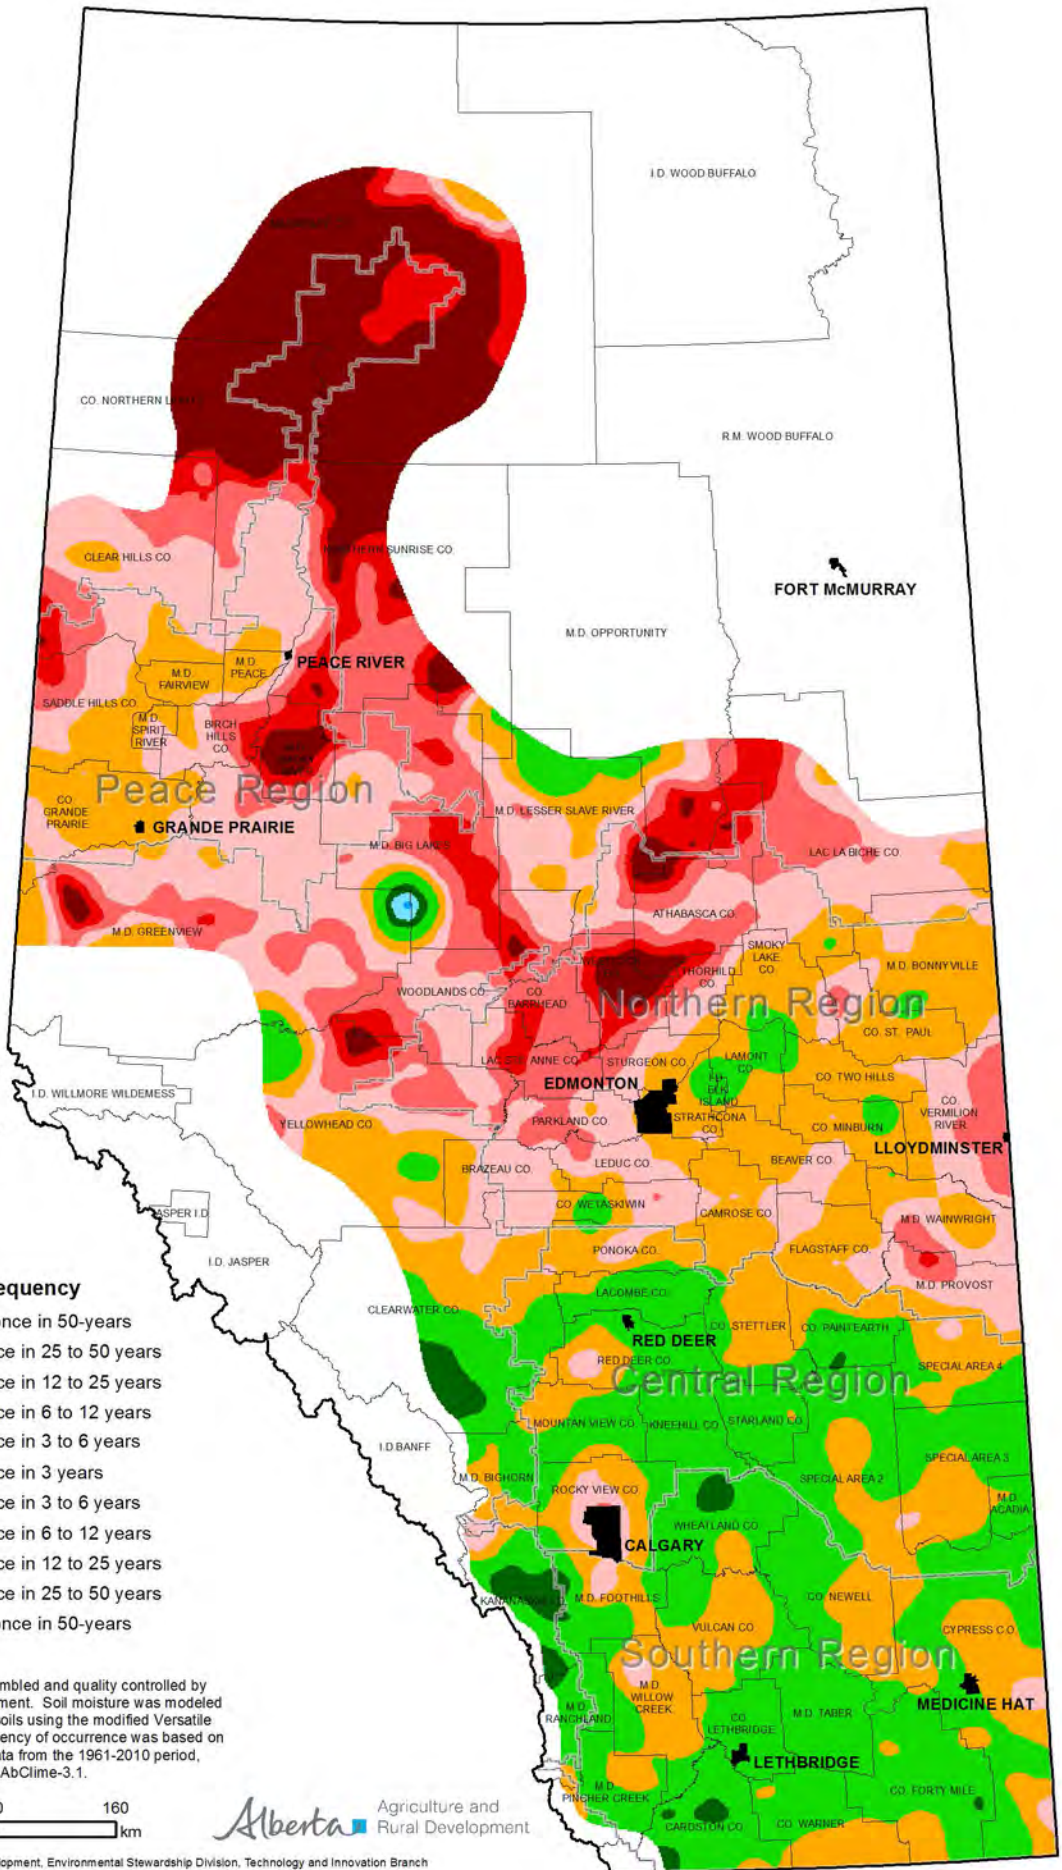 I.D. WOOD BUFFALO
CO. NORTHERN
R.M. WOOD BUFFALO
CLEAR HILLS CO.
NORTHERN SUNRISE CO.
FORT McMURRAY
M.D. OPPORTUNITY
PEACE RIVER
M.D.
PEACE
M.D.
FAIRVIEW
SADDLE HILLS CO.
M.D.
SPIRIT
RIVER
BIRCH
HILLS
CO.
Peace Region
CO.
GRANDE
PRAIRIE
GRANDE PRAIRIE
M.D. LESSER SLAVE RIVER
M.D. BIG LAKES
LAC LA BICHE CO.
ATHABASCA CO.
M.D. GREENVIEW
SMOKY
LAKE
CO.
M.D. BONNYVILLE
THORHILD
CO.
WOODLANDS CO.
CO.
BARRHEAD
Northern Region
CO. ST. PAUL
LAC STE. ANNE CO.
STURGEON CO.
LAMONT
CO.
EDMONTON
ELK
ISLAND
CO. TWO HILLS
I.D. WILLMORE WILDERNESS
CO.
VERMILION
RIVER
YELLOWHEAD CO.
PARKLAND CO.
STRATHCONA
CO.
CO. MINBURN
LLOYDMINSTER
BRAZEAU CO.
LEDUC CO.
BEAVER CO.
CO. WETASKIWIN
CAMROSE CO.
M.D. WAINWRIGHT
JASPER I.D.
PONOKA CO.
FLAGSTAFF CO.
I.D. JASPER
M.D. PROVOST
equency
once in 50-years
ce in 25 to 50 years
ce in 12 to 25 years
ce in 6 to 12 years
ce in 3 to 6 years
ce in 3 years
ce in 3 to 6 years
ce in 6 to 12 years
ce in 12 to 25 years
ce in 25 to 50 years
once in 50-years
CLEARWATER CO.
LACOMBE CO.
RED DEER
CO. STETTLER
CO. PAINTEARTH
RED DEER CO.
SPECIAL AREA 4
Central Region
MOUNTAN VIEW CO.
KNEEHILL CO.
STARLAND CO.
I.D.BANFF
M.D. BIGHORN
SPECIAL AREA 2
SPECIAL AREA 3
ROCKY VIEW CO.
M.D.
ACADIA
WHEATLAND CO.
CALGARY
M.D. FOOTHILLS
CO. NEWELL
VULCAN CO.
CYPRESS CO.
Southern Region
M.D.
WILLOW
CREEK
MEDICINE HAT
M.D.
RANCHLAND
CO.
LETHBRIDGE
M.D. TABER
LETHBRIDGE
M.D.
PINCHER CREEK
CO. FORTY MILE
CARDSTON CO.
CO. WARNER
mbled and quality controlled by
ment. Soil moisture was modeled
oils using the modified Versatile
ency of occurrence was based on
ata from the 1961-2010 period,
AbClime-3.1.
0 160
km
Alberta Agriculture and
Rural Development
opment, Environmental Stewardship Division, Technology and Innovation Branch